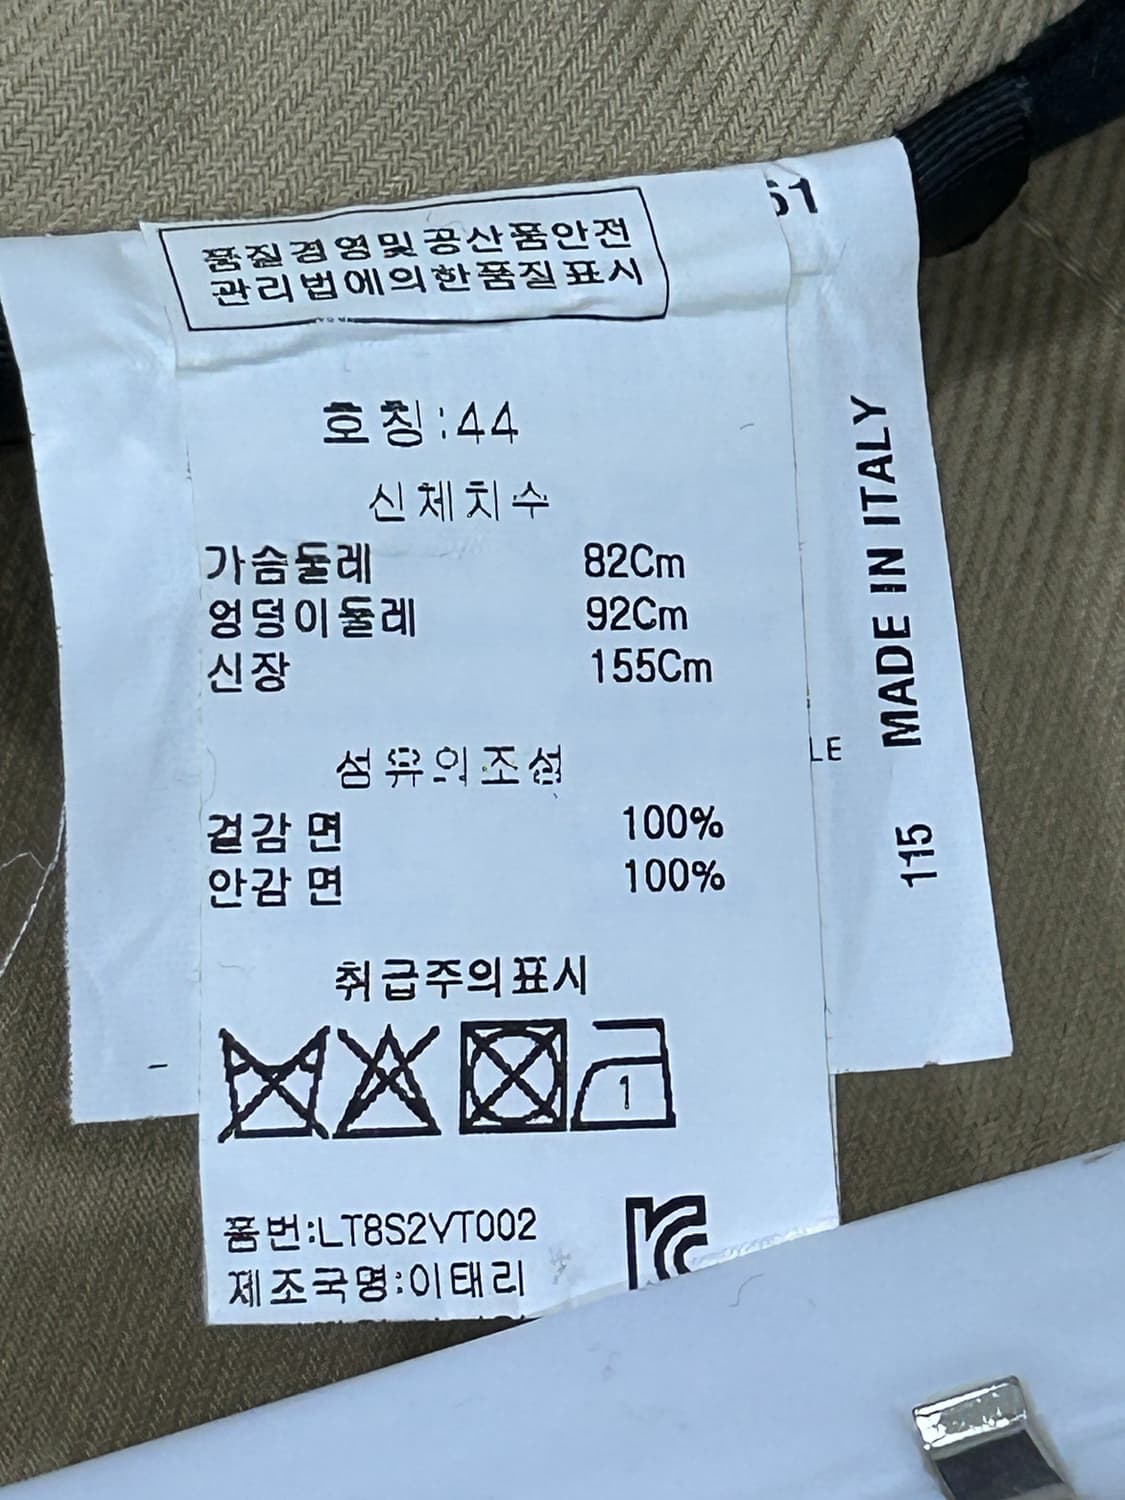 품질경영및공산품안전
관리법에의한품질표시
호칭:44
신체치수
가슴둘레 82Cm
엉덩이둘레 92Cm
신장 155Cm
섬유의조성
겉감 면 100%
안감 면 100%
취급주의표시
1
품번:LT8S2VT002
제조국명:이태리
51
MADE IN ITALY
LE
115